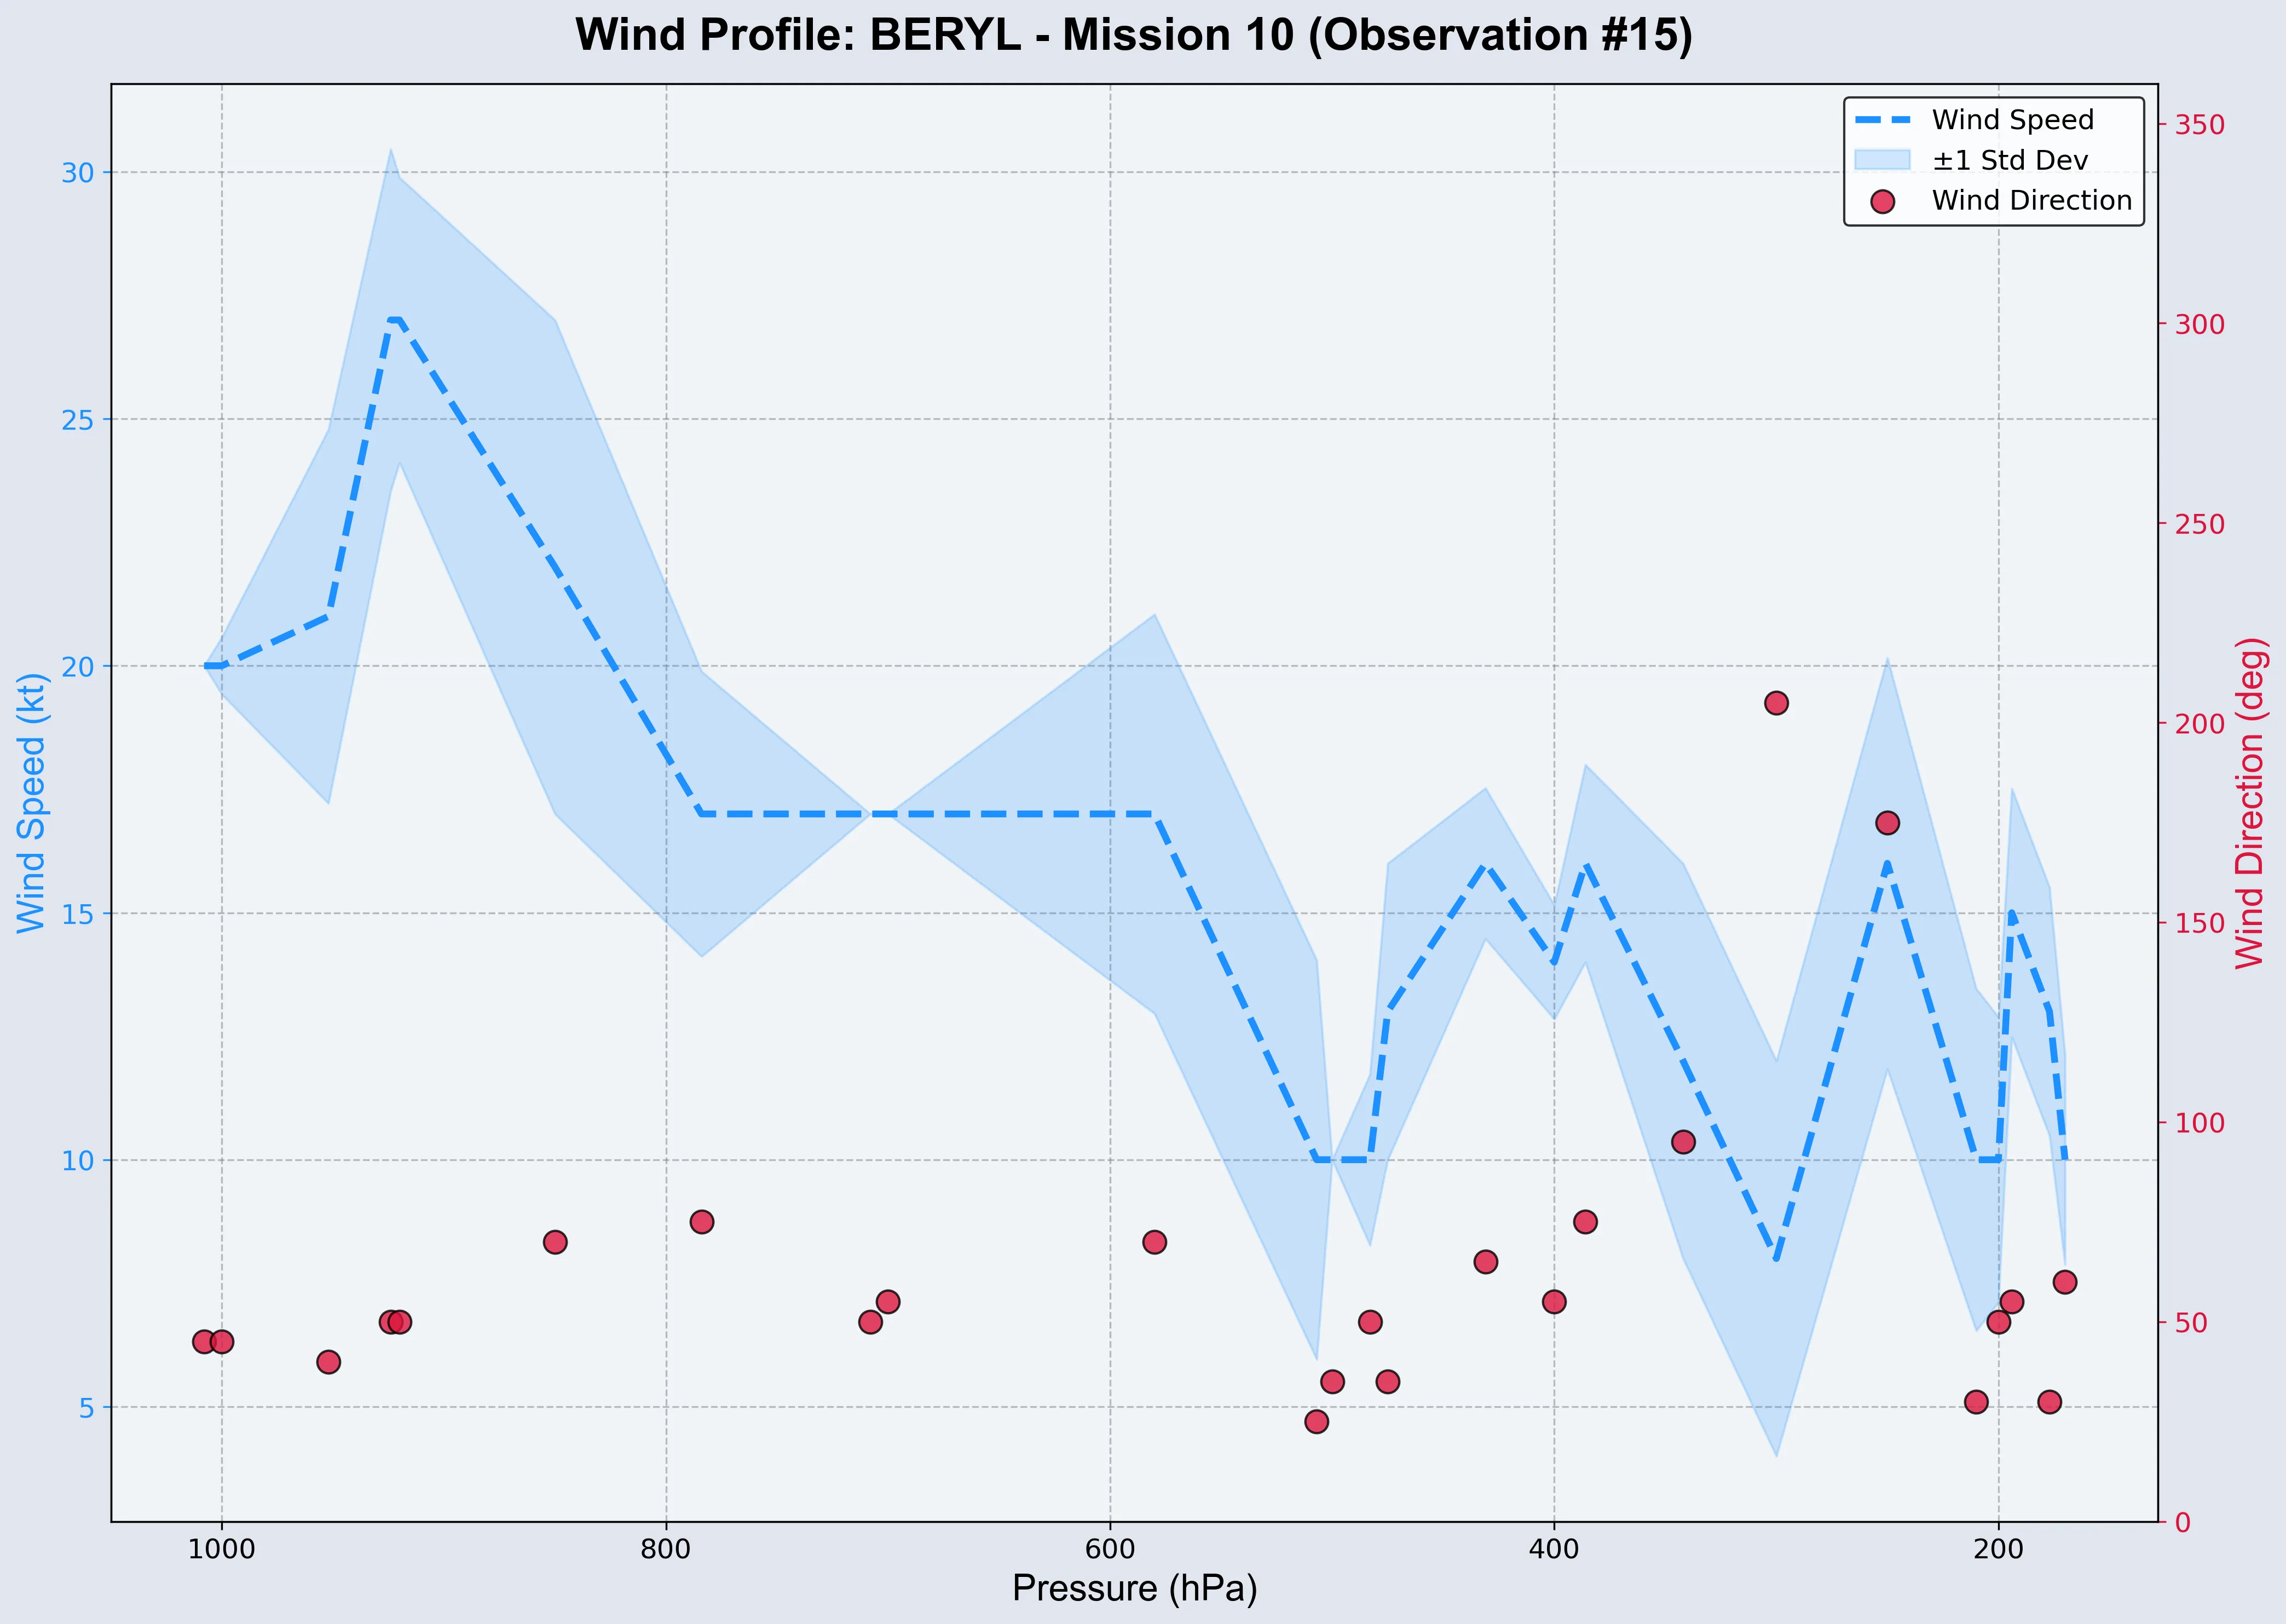 Wind Profile: BERYL - Mission 10 (Observation #15)
Wind Speed
±1 Std Dev
Wind Direction
30
25
20
15
10
5
Wind Speed (kt)
350
300
250
200
150
100
50
0
Wind Direction (deg)
1000 800 600 400 200
Pressure (hPa)